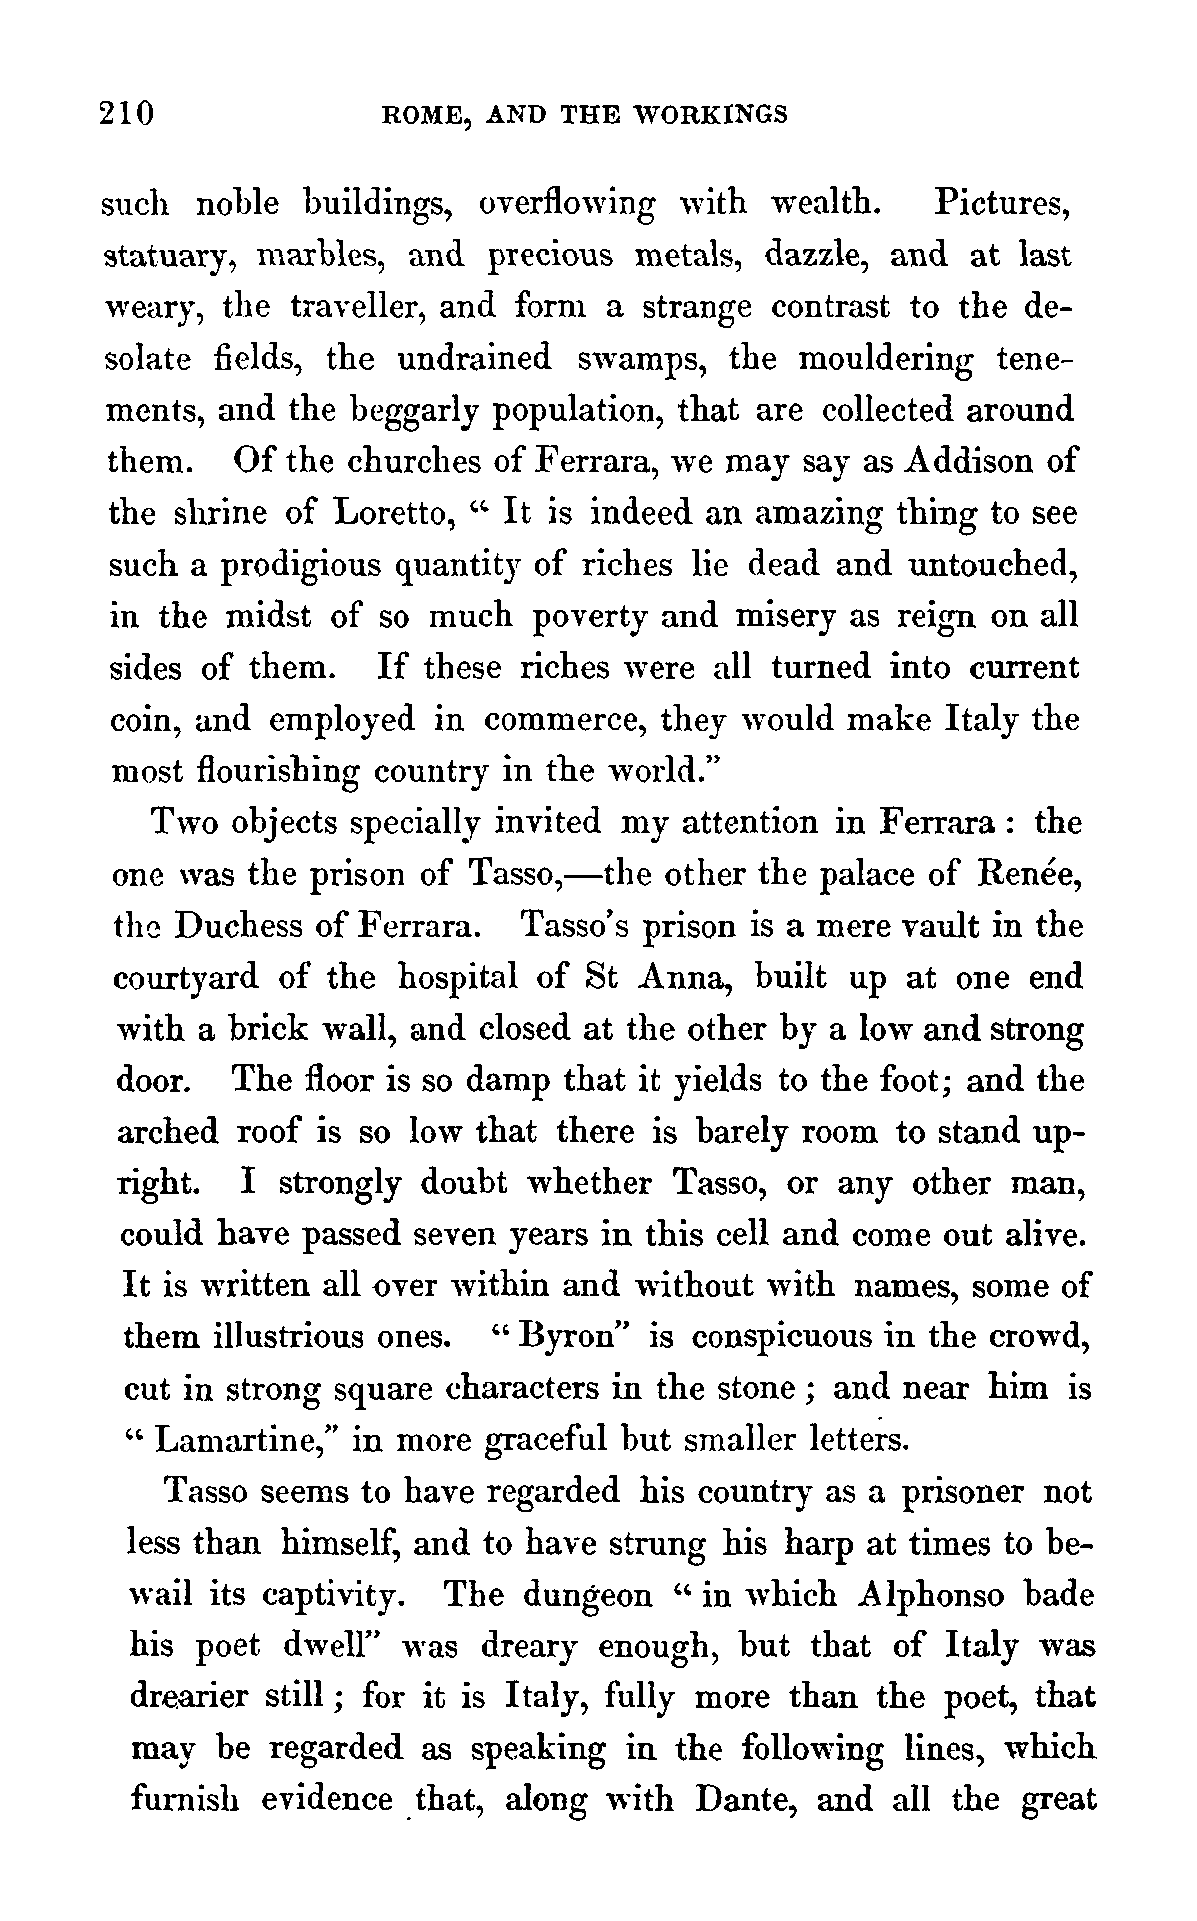 210 ROME, AND THE WORKINGS
such noble buildings, overflowing with wealth. Pictures,
statuary, marbles, and precious metals, dazzle, and at last
weary, the traveller, and form a strange contrast to the de-
solate fields, the undrained swamps, the mouldering tene-
ments, and the beggarly population, that are collected around
them. Of the churches of Ferrara, we may say as Addison of
the shrine of Loretto, “ It is indeed an amazing thing to see
such a prodigious quantity of riches lie dead and untouched,
in the midst of so much poverty and misery as reign on all
sides of them. If these riches were all turned into current
coin, and employed in commerce, they would make Italy the
most flourishing country in the world.”
Two objects specially invited my attention in Ferrara : the
one was the prison of Tasso,—the other the palace of Renée,
the Duchess of Ferrara. Tasso’s prison is a mere vault in the
courtyard of the hospital of St Anna, built up at one end
with a brick wall, and closed at the other by a low and strong
door. The floor is so damp that it yields to the foot; and the
arched roof is so low that there is barely room to stand up-
right. I strongly doubt whether Tasso, or any other man,
could have passed seven years in this cell and come out alive.
It is written all over within and without with names, some of
them illustrious ones. “ Byron” is conspicuous in the crowd,
cut in strong square characters in the stone ; and near him is
“ Lamartine,” in more graceful but smaller letters.
Tasso seems to have regarded his country as a prisoner not
less than himself, and to have strung his harp at times to be-
wail its captivity. The dungeon “ in which Alphonso bade
his poet dwell” was dreary enough, but that of Italy was
drearier still ; for it is Italy, fully more than the poet, that
may be regarded as speaking in the following lines, which
furnish evidence that, along with Dante, and all the great